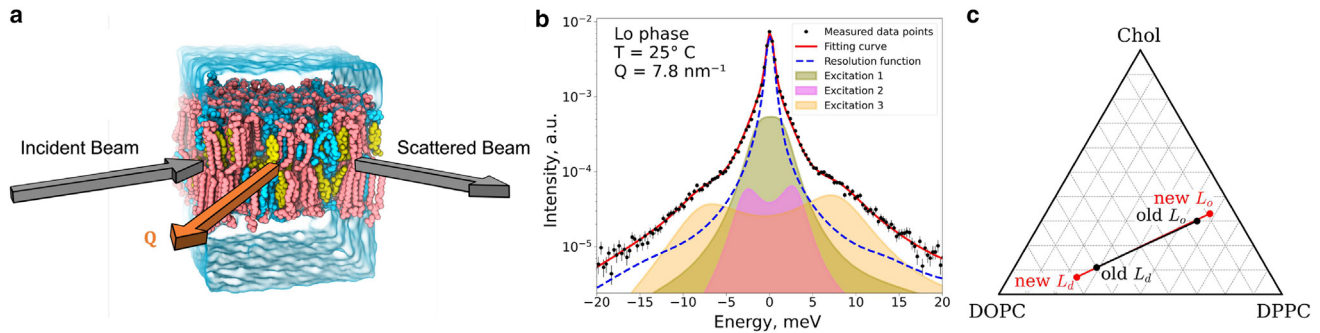 a
Incident Beam
Scattered Beam
Q
b
Lo phase
T = 25° C
Q = 7.8 nm⁻¹
Measured data points
Fitting curve
Resolution function
Excitation 1
Excitation 2
Excitation 3
Intensity, a.u.
10⁻²
10⁻³
10⁻⁴
10⁻⁵
−20 −15 −10 −5 0 5 10 15 20
Energy, meV
c
Chol
new Lₒ
old Lₒ
old L_d
new L_d
DOPC
DPPC